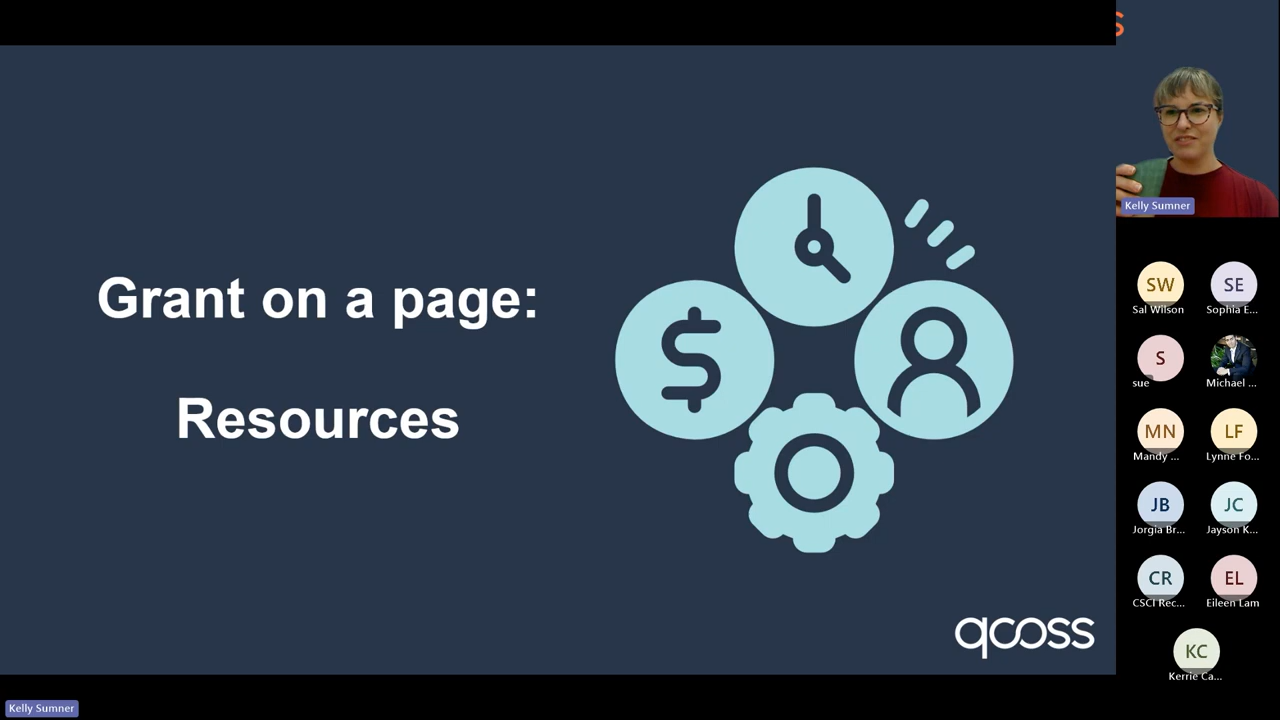 Grant on a page:
Resources
$
qcoss
S
Kelly Sumner
SW
Sal Wilson
SE
Sophia E...
S
sue
Michael ...
MN
Mandy ...
LF
Lynne Fo...
JB
Jorgia Br...
JC
Jayson K...
CR
CSCI Rec...
EL
Eileen Lam
KC
Kerrie Ca...
Kelly Sumner